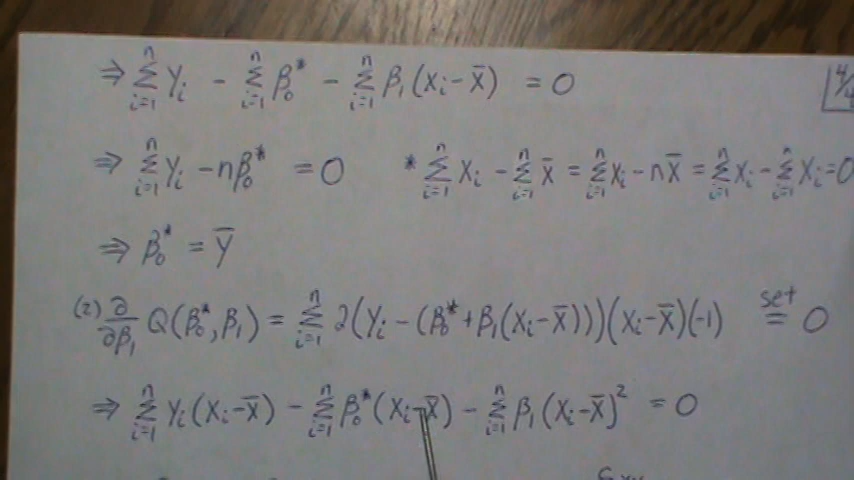 ⇒ Σ_{i=1}^{n} Y_i - Σ_{i=1}^{n} β_0^* - Σ_{i=1}^{n} β_1(X_i - X̄) = 0
4/4
⇒ Σ_{i=1}^{n} Y_i - nβ_0^* = 0 * Σ_{i=1}^{n} X_i - Σ_{i=1}^{n} X̄ = Σ_{i=1}^{n} X_i - nX̄ = Σ_{i=1}^{n} X_i - Σ_{i=1}^{n} X_i = 0
⇒ β_0^* = Ȳ
(2) ∂/∂β_1 Q(β_0^*, β_1) = Σ_{i=1}^{n} 2(Y_i - (β_0^* + β_1(X_i - X̄)))(X_i - X̄)(-1) set = 0
⇒ Σ_{i=1}^{n} Y_i(X_i - X̄) - Σ_{i=1}^{n} β_0^*(X_i - X̄) - Σ_{i=1}^{n} β_1(X_i - X̄)^2 = 0